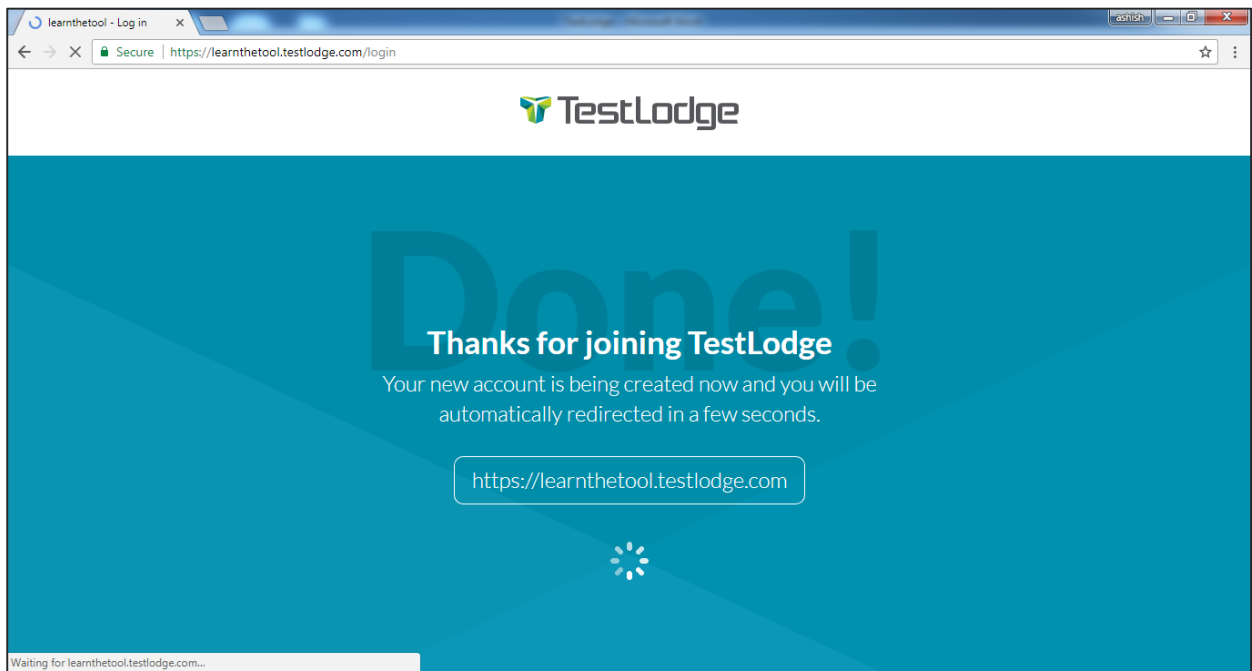 learnthetool - Log in
ashish
Secure
https://learnthetool.testlodge.com/login
TestLodge
Done!
Thanks for joining TestLodge
Your new account is being created now and you will be
automatically redirected in a few seconds.
https://learnthetool.testlodge.com
Waiting for learnthetool.testlodge.com...